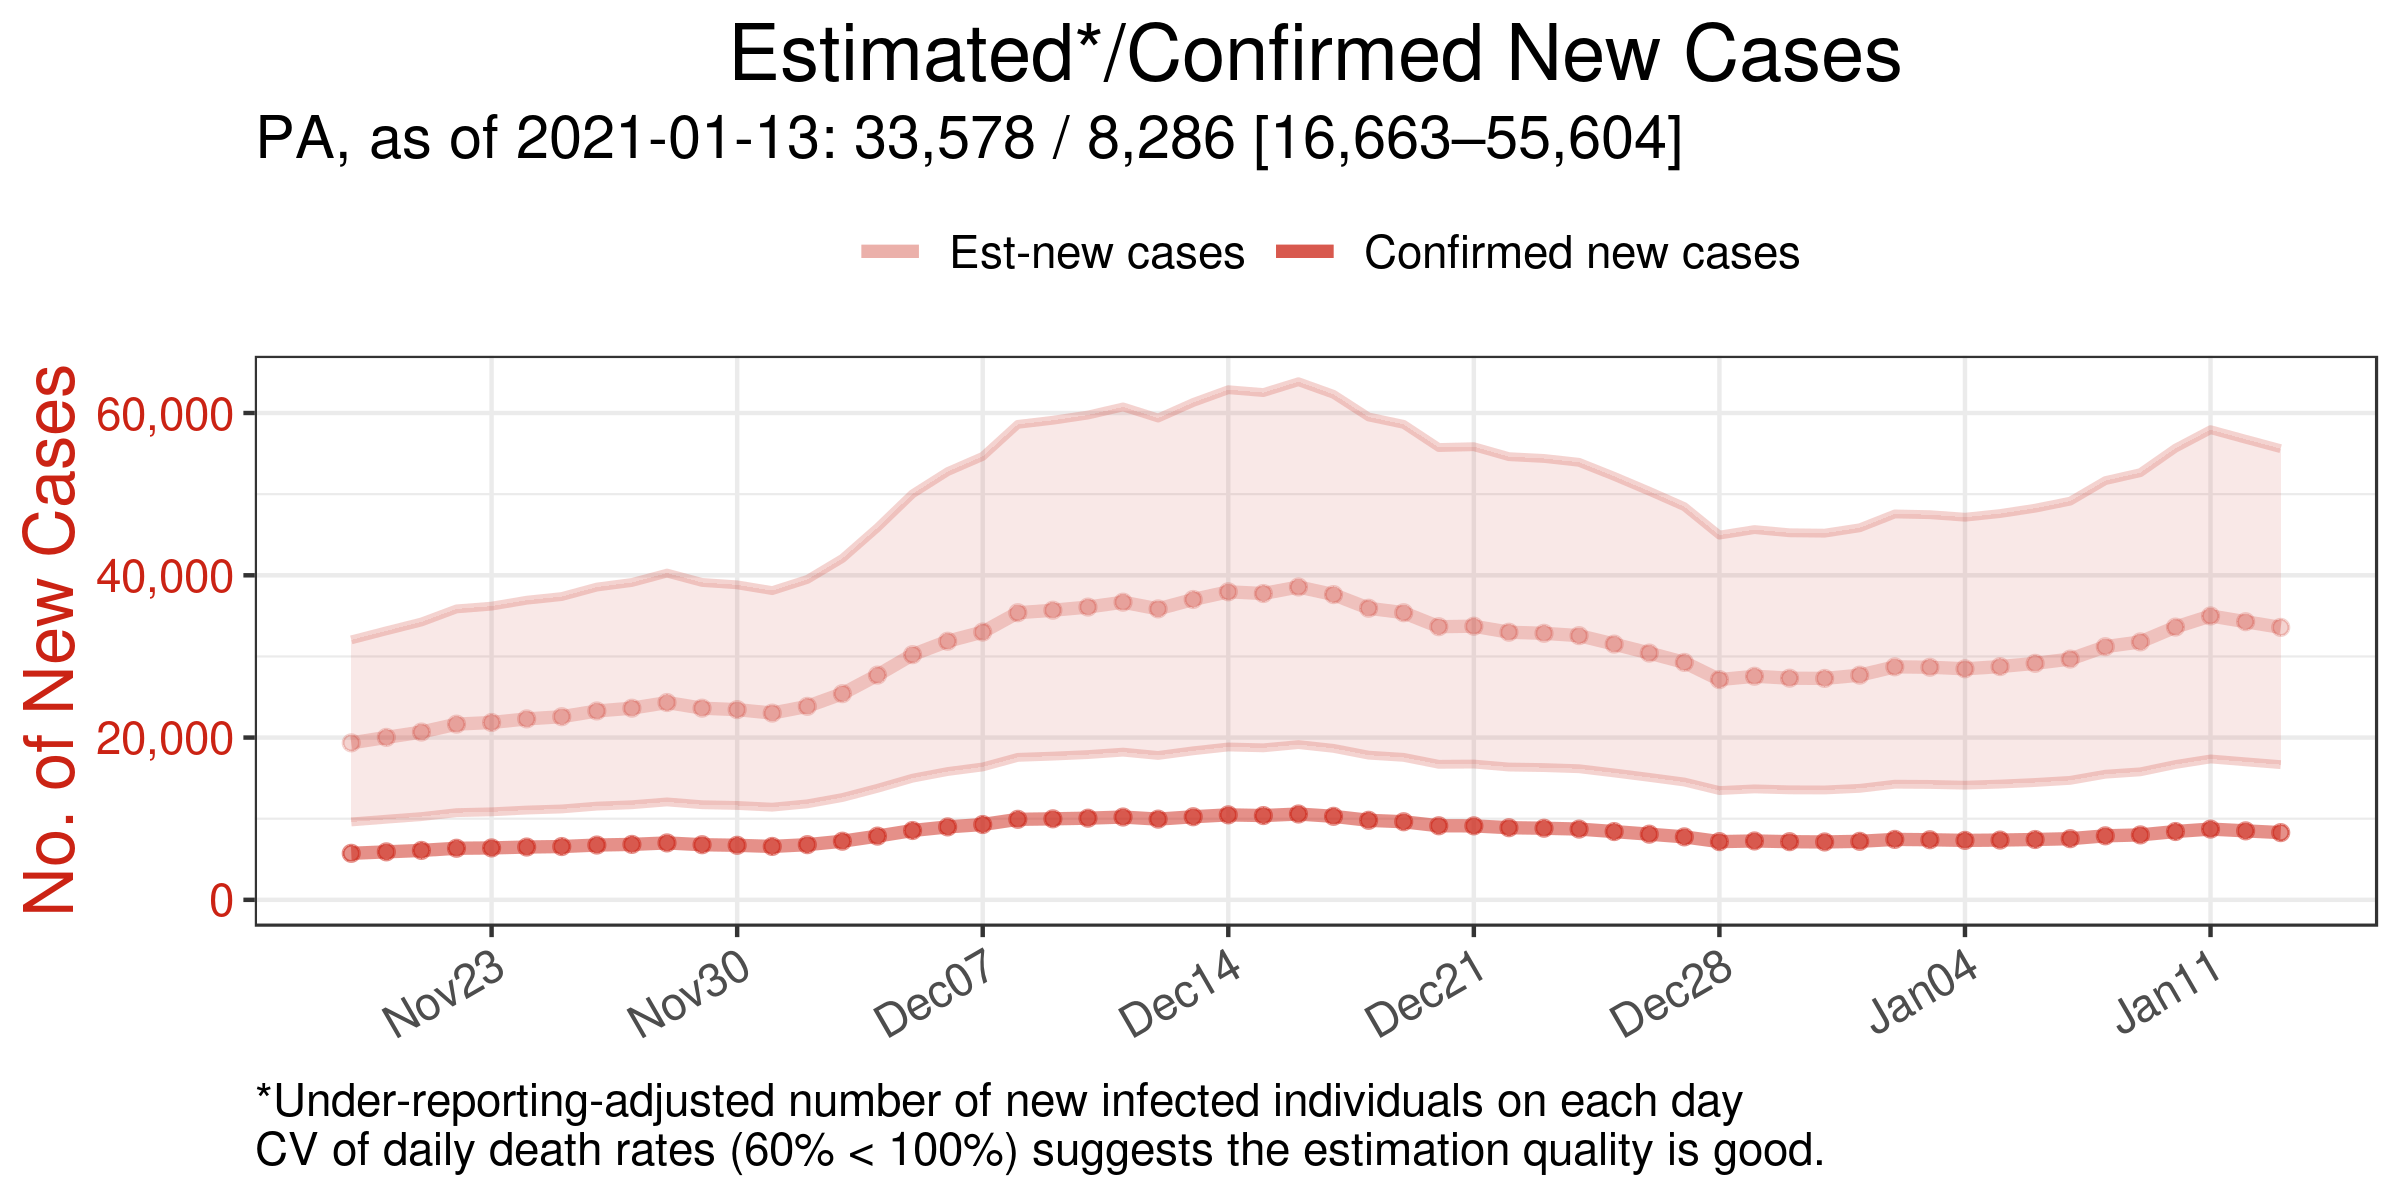 Estimated*/Confirmed New Cases
PA, as of 2021-01-13: 33,578 / 8,286 [16,663–55,604]
Est-new cases Confirmed new cases
No. of New Cases
60,000
40,000
20,000
0
Nov23 Nov30 Dec07 Dec14 Dec21 Dec28 Jan04 Jan11
*Under-reporting-adjusted number of new infected individuals on each day
CV of daily death rates (60% < 100%) suggests the estimation quality is good.